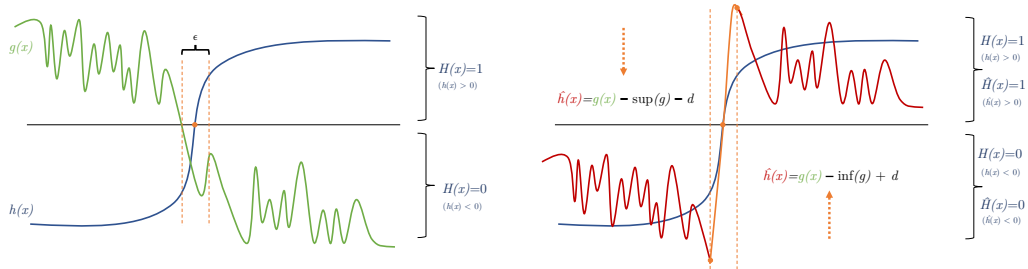 g(x)
ϵ
H(x)=1
(h(x) > 0)
h(x)
H(x)=0
(h(x) < 0)
ĥ(x)=g(x) − sup(g) − d
ĥ(x)=g(x) − inf(g) + d
H(x)=1
(h(x) > 0)
Ĥ(x)=1
(ĥ(x) > 0)
H(x)=0
(h(x) < 0)
Ĥ(x)=0
(ĥ(x) < 0)